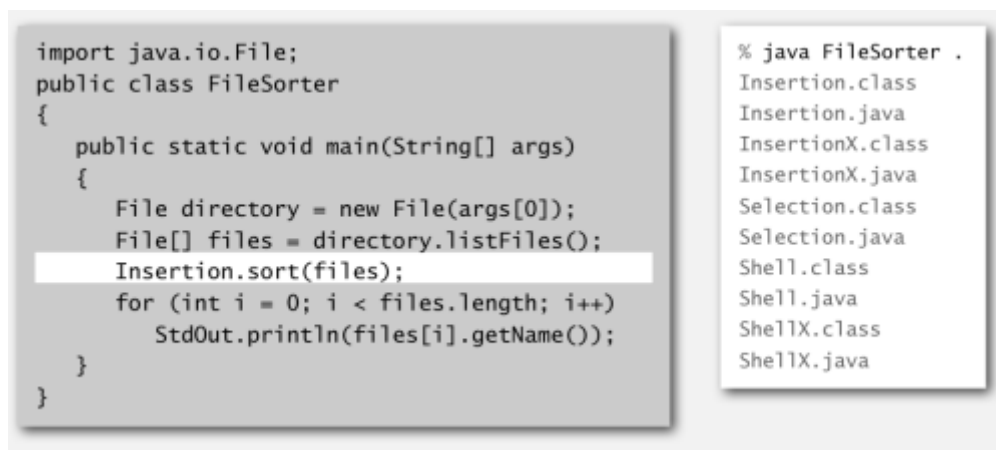 import java.io.File;
public class FileSorter
{
   public static void main(String[] args)
   {
      File directory = new File(args[0]);
      File[] files = directory.listFiles();
      Insertion.sort(files);
      for (int i = 0; i < files.length; i++)
         StdOut.println(files[i].getName());
   }
}
% java FileSorter .
Insertion.class
Insertion.java
InsertionX.class
InsertionX.java
Selection.class
Selection.java
Shell.class
Shell.java
ShellX.class
ShellX.java